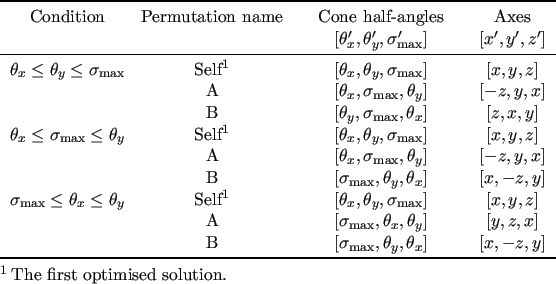 Condition Permutation name Cone half-angles Axes
[θ′x, θ′y, σ′max] [x′, y′, z′]
θx ≤ θy ≤ σmax Self¹ [θx, θy, σmax] [x, y, z]
A [θx, σmax, θy] [−z, y, x]
B [θy, σmax, θx] [z, x, y]
θx ≤ σmax ≤ θy Self¹ [θx, θy, σmax] [x, y, z]
A [θx, σmax, θy] [−z, y, x]
B [σmax, θy, θx] [x, −z, y]
σmax ≤ θx ≤ θy Self¹ [θx, θy, σmax] [x, y, z]
A [σmax, θx, θy] [y, z, x]
B [σmax, θy, θx] [x, −z, y]
¹ The first optimised solution.